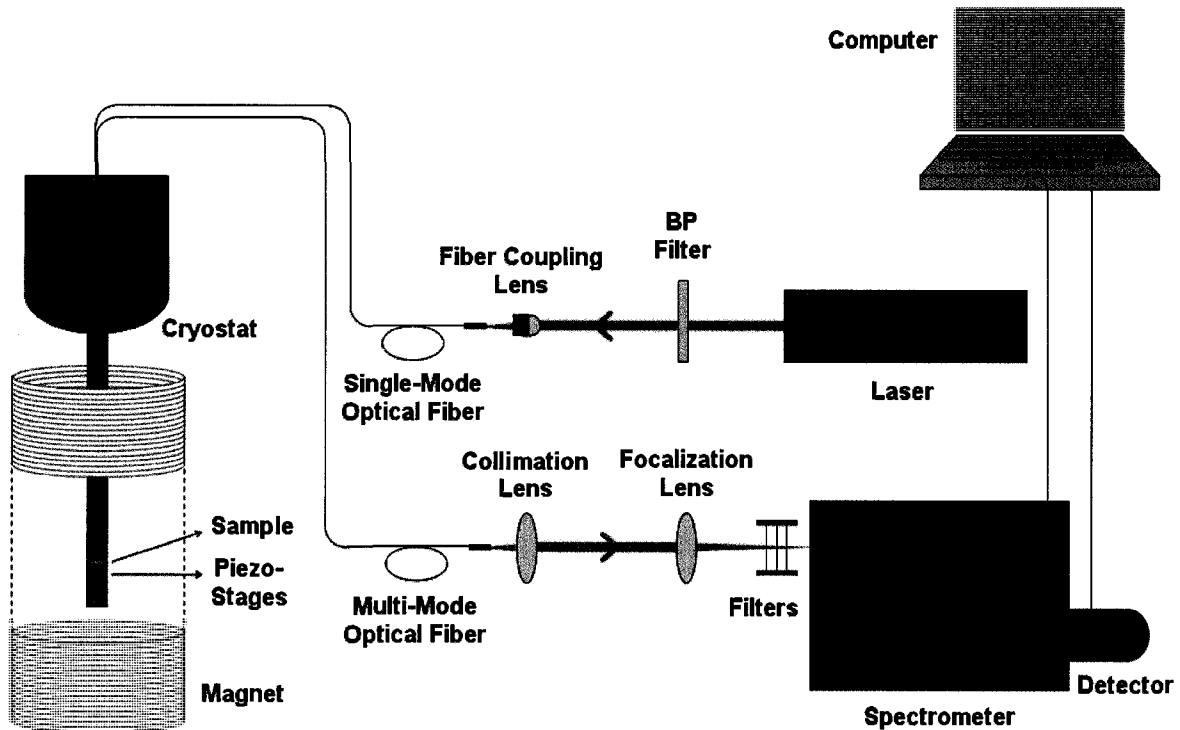 Computer
BP
Filter
Fiber Coupling
Lens
Cryostat
Single-Mode
Optical Fiber
Laser
Collimation
Lens
Focalization
Lens
Sample
Piezo-
Stages
Multi-Mode
Optical Fiber
Filters
Magnet
Detector
Spectrometer